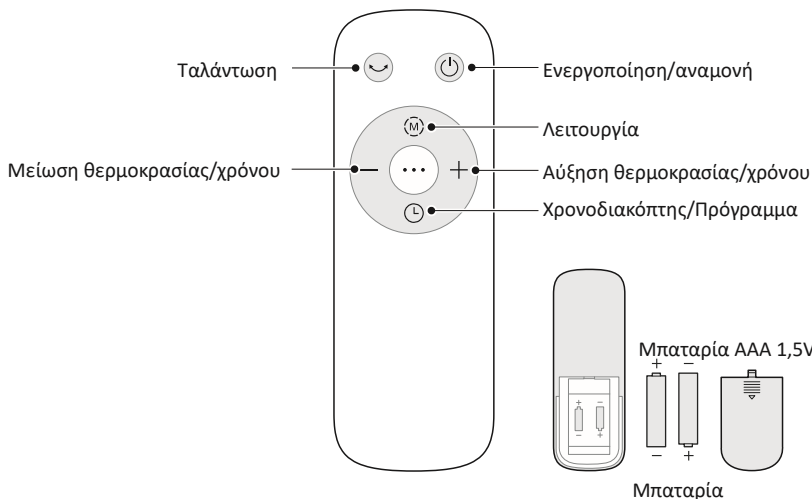 Ταλάντωση
Ενεργοποίηση/αναμονή
M
Λειτουργία
Μείωση θερμοκρασίας/χρόνου
Αύξηση θερμοκρασίας/χρόνου
Χρονοδιακόπτης/Πρόγραμμα
Μπαταρία AAA 1,5V
Μπαταρία